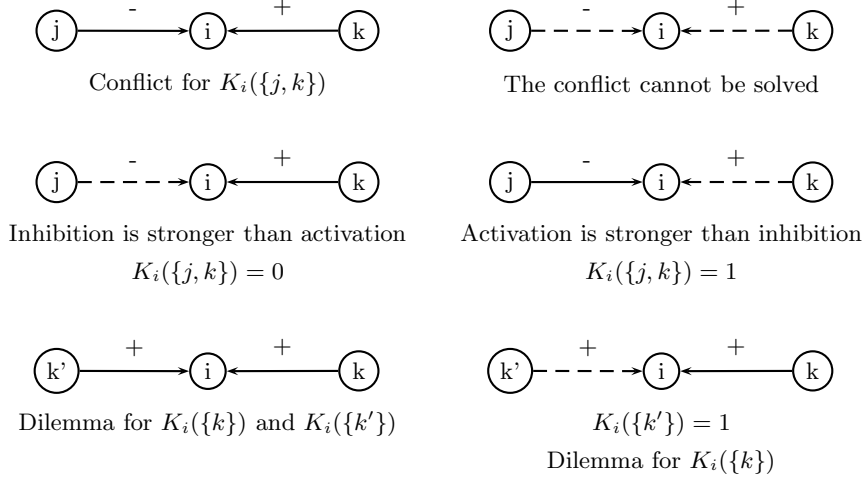 - + - +
j i k j i k
Conflict for K_i({j, k}) The conflict cannot be solved
- + - +
j i k j i k
Inhibition is stronger than activation Activation is stronger than inhibition
K_i({j, k}) = 0 K_i({j, k}) = 1
+ + + +
k' i k k' i k
Dilemma for K_i({k}) and K_i({k′}) K_i({k′}) = 1
Dilemma for K_i({k})